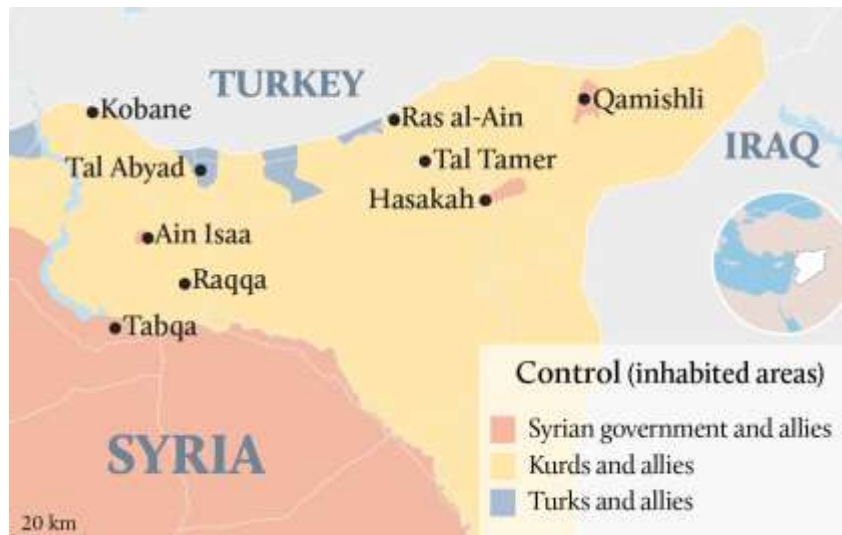 TURKEY
Kobane
Qamishli
Ras al-Ain
IRAQ
Tal Abyad
Tal Tamer
Hasakah
Ain Isaa
Raqqa
Tabqa
SYRIA
20 km
Control (inhabited areas)
Syrian government and allies
Kurds and allies
Turks and allies